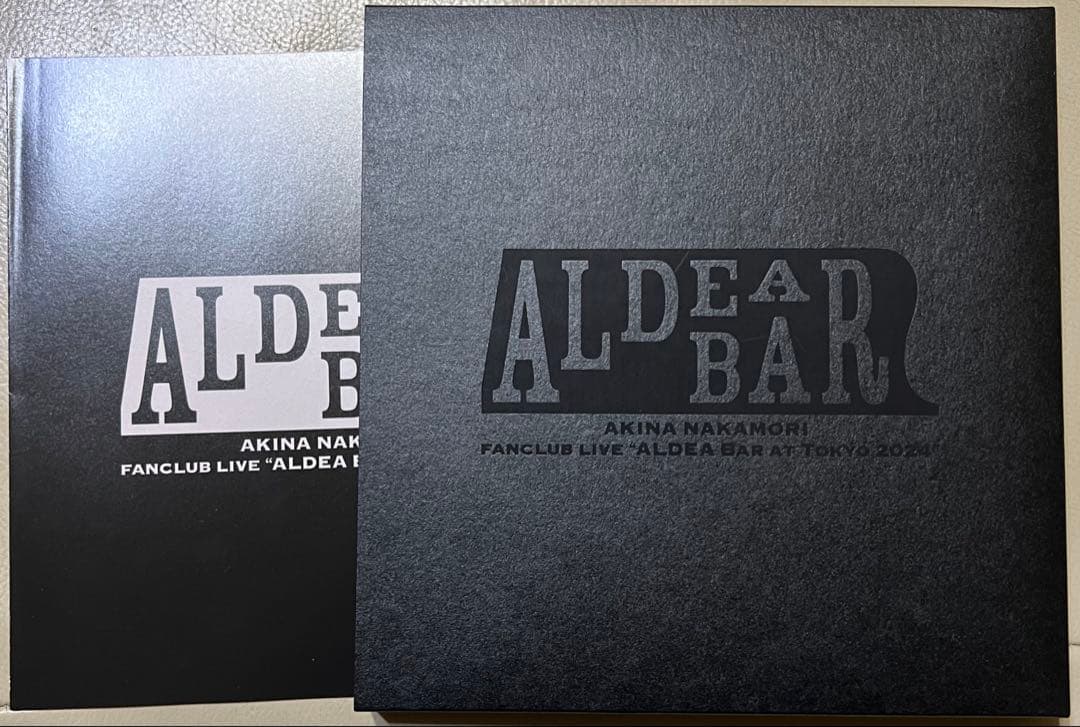 ALDEA
B
AKINA NAK
FANCLUB LIVE “ALDEA B
ALDEA
BAR
AKINA NAKAMORI
FANCLUB LIVE “ALDEA BAR AT TOKYO 2024